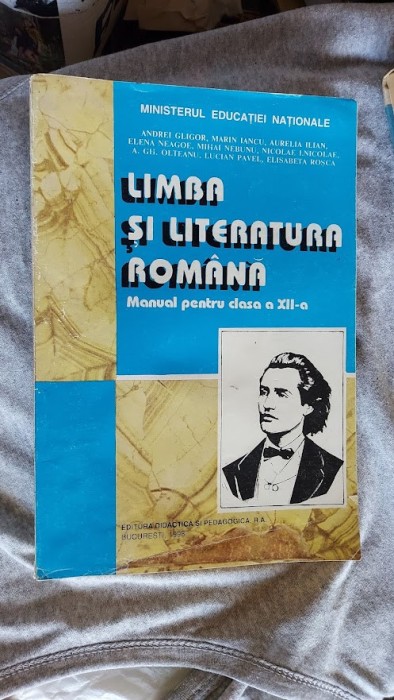 MINISTERUL EDUCAȚIEI NAȚIONALE
ANDREI GLIGOR, MARIN IANCU, AURELIA ILIAN,
ELENA NEAGOE, MIHAI NEBUNU, NICOLAE I.NICOLAE,
A. GH. OLTEANU, LUCIAN PAVEL, ELISABETA ROȘCA
LIMBA
ȘI LITERATURA
ROMÂNĂ
Manual pentru clasa a XII-a
EDITURA DIDACTICĂ ȘI PEDAGOGICĂ, R.A.
BUCUREȘTI,